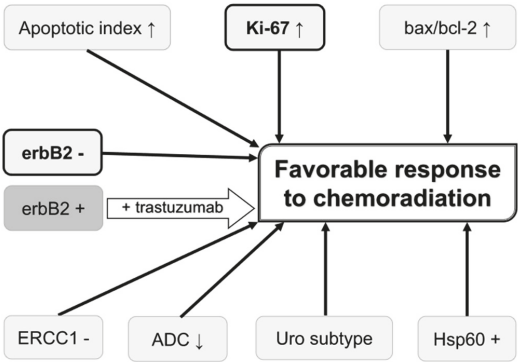 Apoptotic index ↑
Ki-67 ↑
bax/bcl-2 ↑
erbB2 -
Favorable response
to chemoradiation
erbB2 +
+ trastuzumab
ERCC1 -
ADC ↓
Uro subtype
Hsp60 +